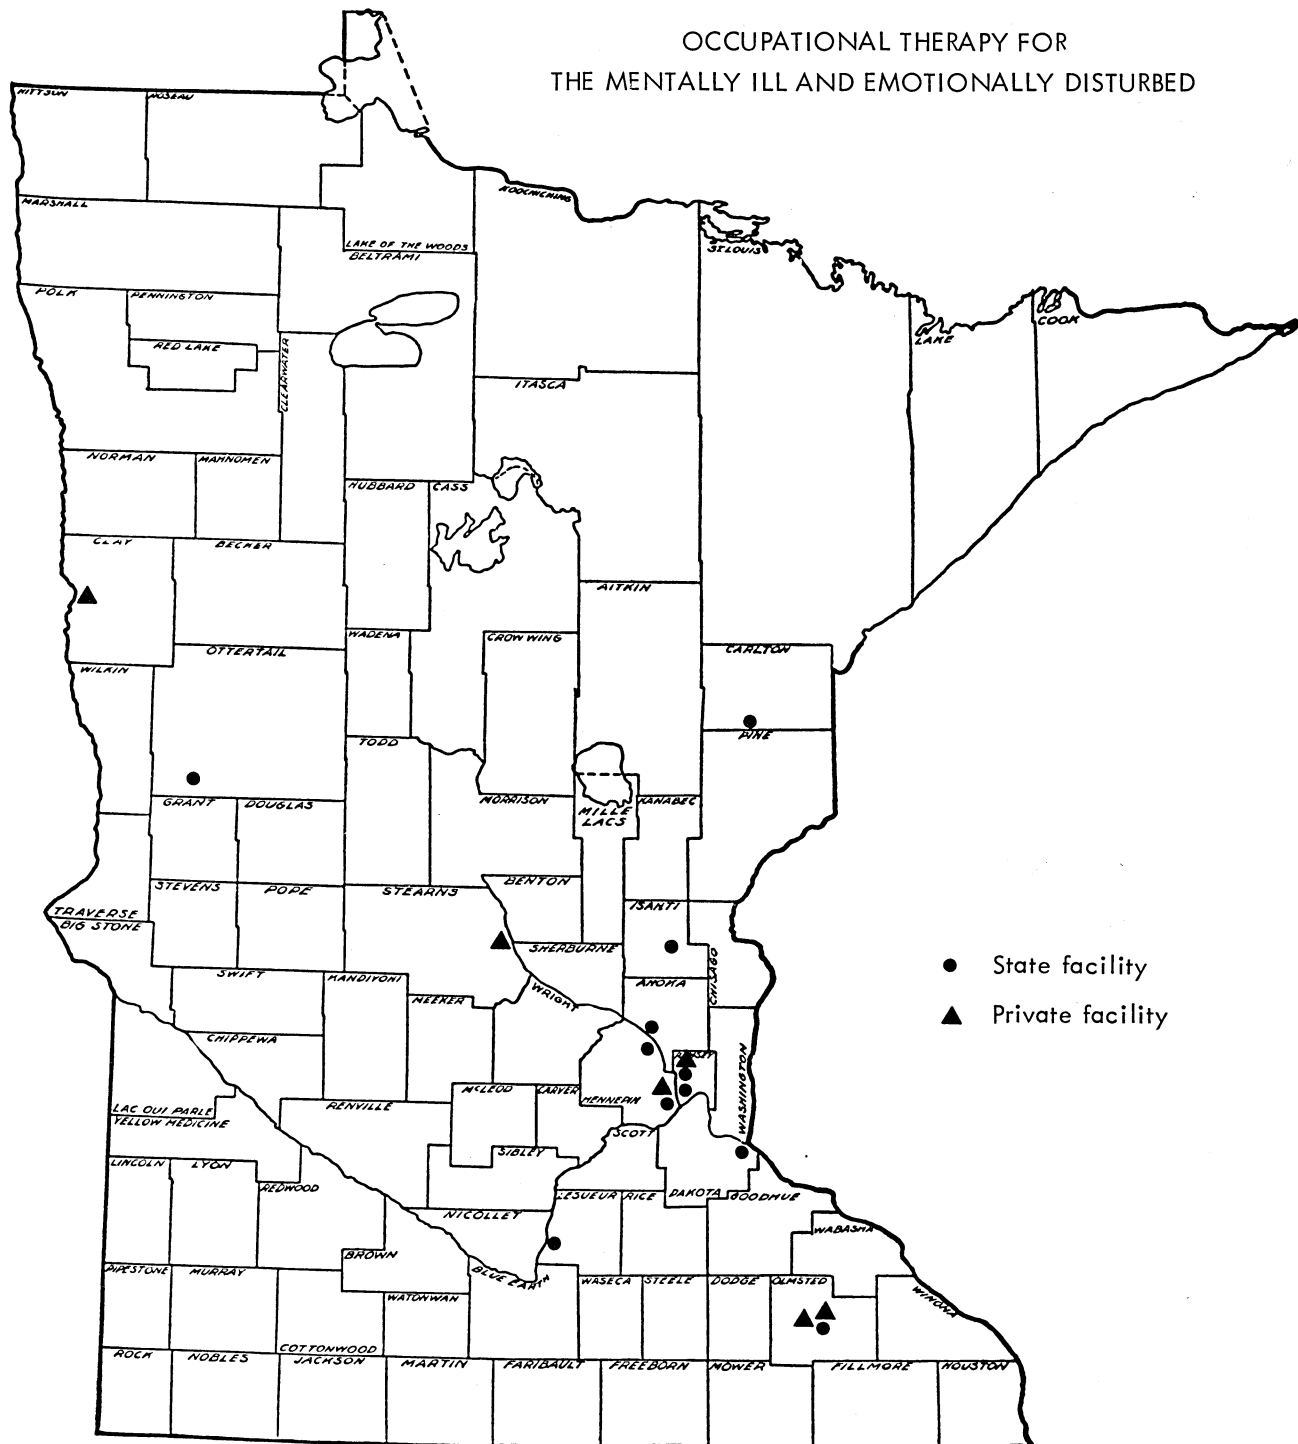 OCCUPATIONAL THERAPY FOR
THE MENTALLY ILL AND EMOTIONALLY DISTURBED
KITTSON
ROSEAU
KOOCHICHING
MARSHALL
LAKE OF THE WOODS
BELTRAMI
ST. LOUIS
POLK
PENNINGTON
COOK
LAKE
RED LAKE
CLEARWATER
ITASCA
NORMAN
MAHNOMEN
HUBBARD
CASS
CLAY
BECKER
AITKIN
WADENA
CROW WING
OTTERTAIL
CARLTON
WILKIN
TODD
PINE
GRANT
DOUGLAS
MORRISON
MILLE
LACS
KANABEC
STEVENS
POPE
STEARNS
BENTON
TRAVERSE
BIG STONE
ISANTI
SHERBURNE
CHISAGO
State facility
SWIFT
KANDIYOHI
MEEKER
WRIGHT
ANOKA
Private facility
CHIPPEWA
RAMSEY
WASHINGTON
McLEOD
CARVER
HENNEPIN
LAC QUI PARLE
YELLOW MEDICINE
RENVILLE
SCOTT
SIBLEY
LINCOLN
LYON
REDWOOD
LESUEUR
RICE
DAKOTA
GOODHUE
NICOLLET
WABASHA
BROWN
PIPESTONE
MURRAY
BLUE EARTH
WASECA
STEELE
DODGE
OLMSTED
WINONA
WATONWAN
COTTONWOOD
ROCK
NOBLES
JACKSON
MARTIN
FARIBAULT
FREEBORN
MOWER
FILLMORE
HOUSTON